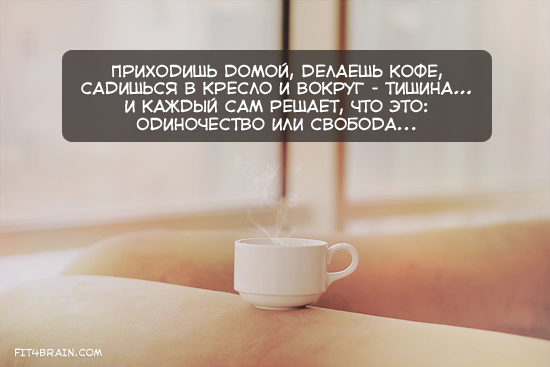 ПРИХОДИШЬ ДОМОЙ, ДЕЛАЕШЬ КОФЕ,
САДИШЬСЯ В КРЕСЛО И ВОКРУГ - ТИШИНА...
И КАЖДЫЙ САМ РЕШАЕТ, ЧТО ЭТО:
ОДИНОЧЕСТВО ИЛИ СВОБОДА...
FIT4BRAIN.COM